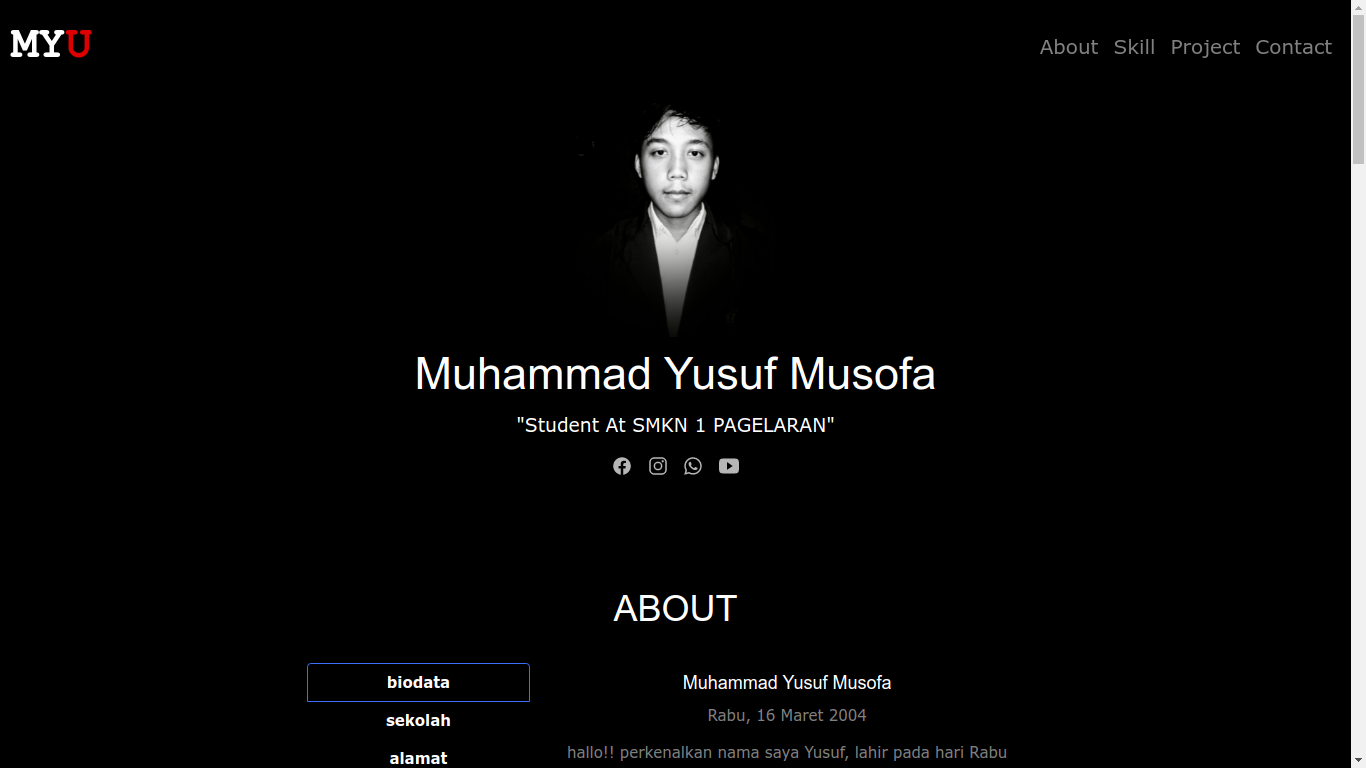 MYU
About Skill Project Contact
Muhammad Yusuf Musofa
"Student At SMKN 1 PAGELARAN"
ABOUT
biodata
sekolah
alamat
Muhammad Yusuf Musofa
Rabu, 16 Maret 2004
hallo!! perkenalkan nama saya Yusuf, lahir pada hari Rabu